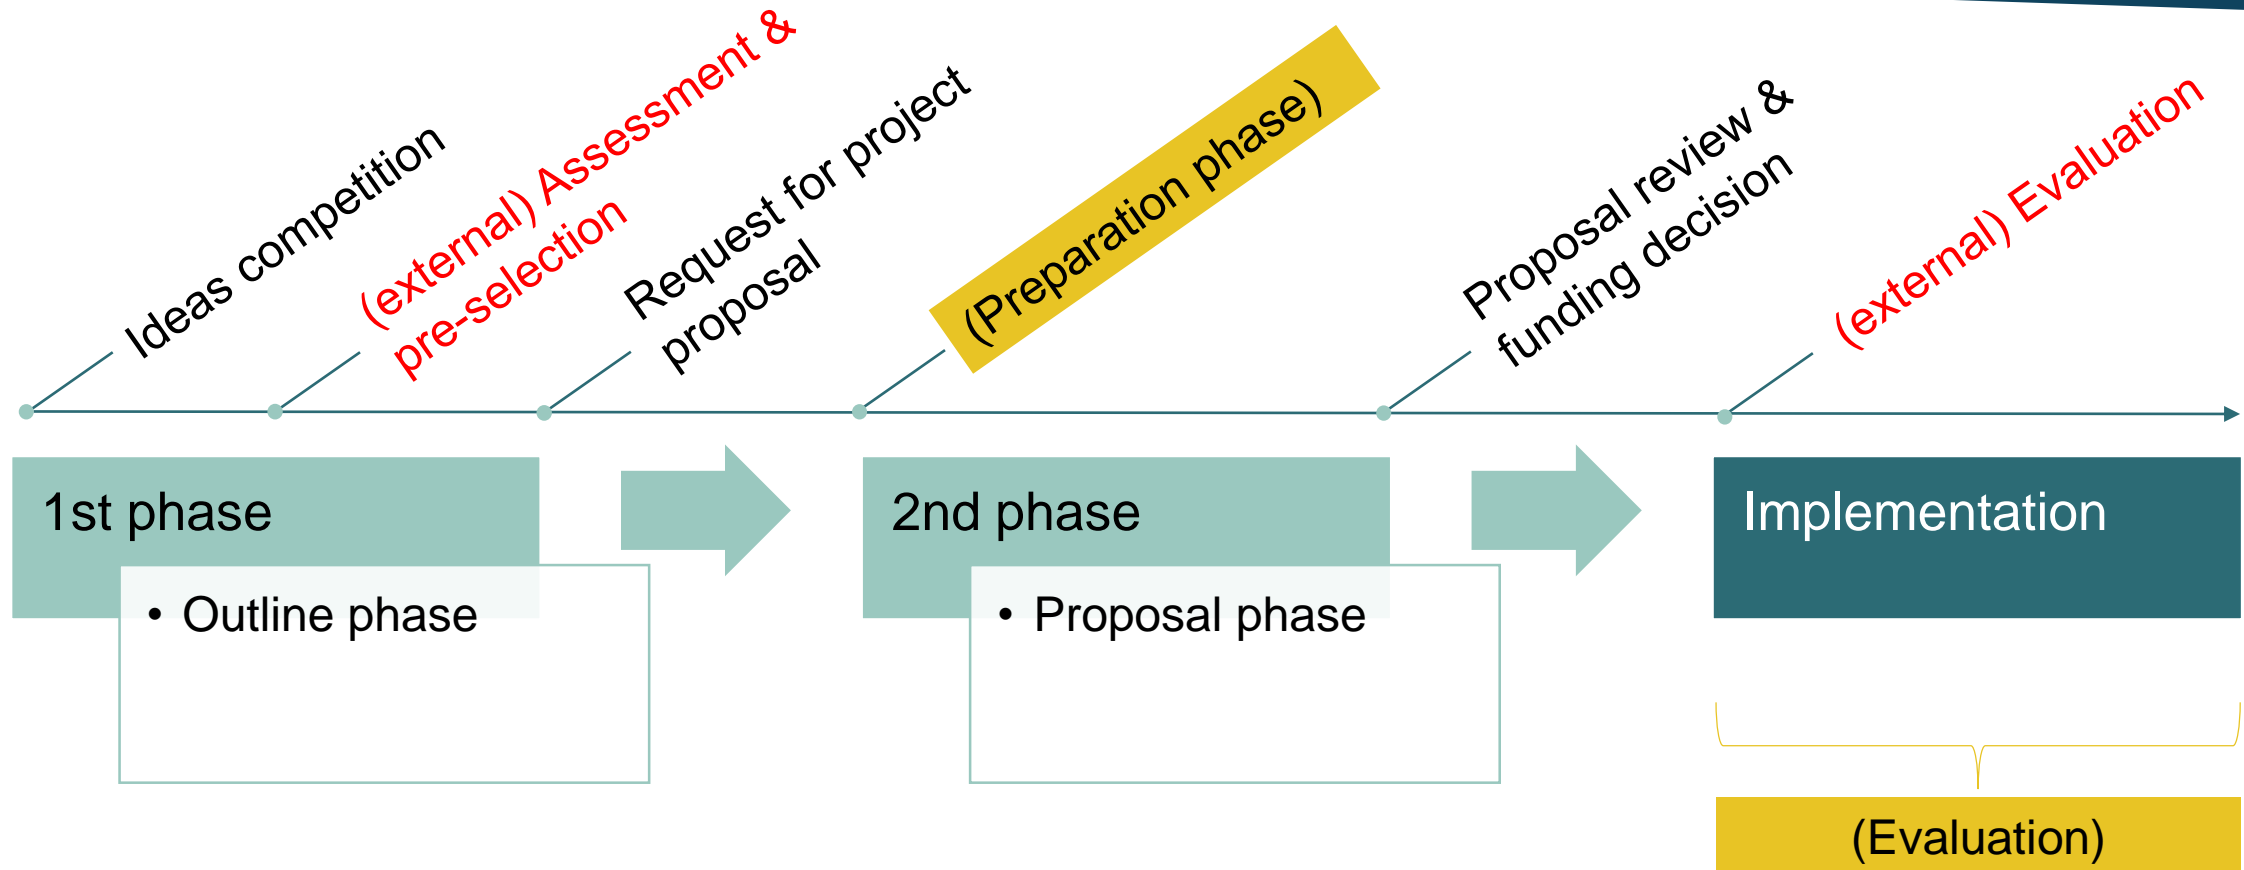 Ideas competition
(external) Assessment &
pre-selection
Request for project
proposal
(Preparation phase)
Proposal review &
funding decision
(external) Evaluation
1st phase
• Outline phase
2nd phase
• Proposal phase
Implementation
(Evaluation)